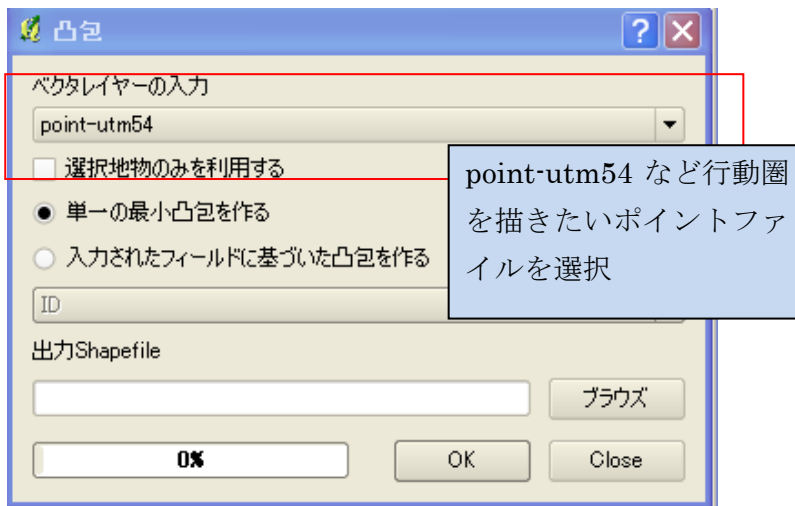 凸包
ベクタレイヤーの入力
point-utm54
選択地物のみを利用する
point-utm54 など行動圏
を描きたいポイントファ
イルを選択
単一の最小凸包を作る
入力されたフィールドに基づいた凸包を作る
ID
出力Shapefile
ブラウズ
0%
OK
Close